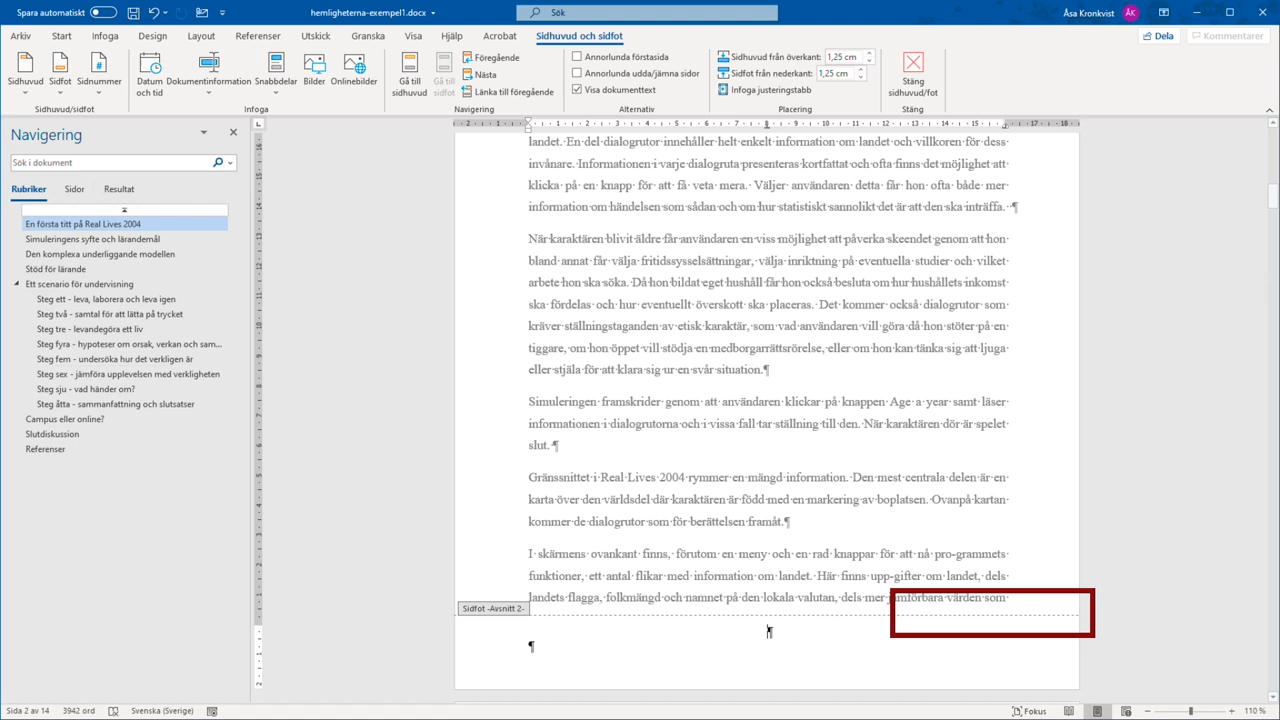 Spara automatiskt
hemligheterna-exempel1.docx
Sök
Åsa Kronkvist ÅK
Arkiv Start Infoga Design Layout Referenser Utskick Granska Visa Hjälp Acrobat Sidhuvud och sidfot
Dela Kommentarer
Sidhuvud Sidfot Sidnummer
Sidhuvud/sidfot
Datum och tid Dokumentinformation Snabbdelar Bilder Onlinebilder
Infoga
Gå till sidhuvud Gå till sidfot
Föregående
Nästa
Länka till föregående
Navigering
Annorlunda förstasida
Annorlunda udda/jämna sidor
Visa dokumenttext
Alternativ
Sidhuvud från överkant: 1,25 cm
Sidfot från nederkant: 1,25 cm
Infoga justeringstabb
Placering
Stäng sidhuvud/fot
Stäng
Navigering
Sök i dokument
Rubriker Sidor Resultat
En första titt på Real Lives 2004
Simuleringens syfte och lärandemål
Den komplexa underliggande modellen
Stöd för lärande
Ett scenario för undervisning
Steg ett - leva, laborera och leva igen
Steg två - samtal för att lätta på trycket
Steg tre - levandegöra ett liv
Steg fyra - hypoteser om orsak, verkan och sam...
Steg fem - undersöka hur det verkligen är
Steg sex - jämföra upplevelsen med verkligheten
Steg sju - vad händer om?
Steg åtta - sammanfattning och slutsatser
Campus eller online?
Slutdiskussion
Referenser
2 1 1 2 3 4 5 6 7 8 9 10 11 12 13 14 15 17 18
landet. En del dialogrutor innehåller helt enkelt information om landet och villkoren för dess
invånare. Informationen i varje dialogruta presenteras kortfattat och ofta finns det möjlighet att
klicka på en knapp för att få veta mera. Väljer användaren detta får hon ofta både mer
information om händelsen som sådan och om hur statistiskt sannolikt det är att den ska inträffa. ¶
När karaktären blivit äldre får användaren en viss möjlighet att påverka skeendet genom att hon
bland annat får välja fritidssysselsättningar, välja inriktning på eventuella studier och vilket
arbete hon ska söka. Då hon bildat eget hushåll får hon också besluta om hur hushållets inkomst
ska fördelas och hur eventuellt överskott ska placeras. Det kommer också dialogrutor som
kräver ställningstaganden av etisk karaktär, som vad användaren vill göra då hon stöter på en
tiggare, om hon öppet vill stödja en medborgarrättsrörelse, eller om hon kan tänka sig att ljuga
eller stjäla för att klara sig ur en svår situation.¶
Simuleringen framskrider genom att användaren klickar på knappen Age a year samt läser
informationen i dialogrutorna och i vissa fall tar ställning till den. När karaktären dör är spelet
slut. ¶
Gränssnittet i Real Lives 2004 rymmer en mängd information. Den mest centrala delen är en
karta över den världsdel där karaktären är född med en markering av boplatsen. Ovanpå kartan
kommer de dialogrutor som för berättelsen framåt.¶
I skärmens ovankant finns, förutom en meny och en rad knappar för att nå pro-grammets
funktioner, ett antal flikar med information om landet. Här finns upp-gifter om landet, dels
landets flagga, folkmängd och namnet på den lokala valutan, dels mer jämförbara värden som
Sidfot -Avsnitt 2-
¶
¶
Sida 2 av 14 3942 ord Svenska (Sverige)
Fokus 110 %